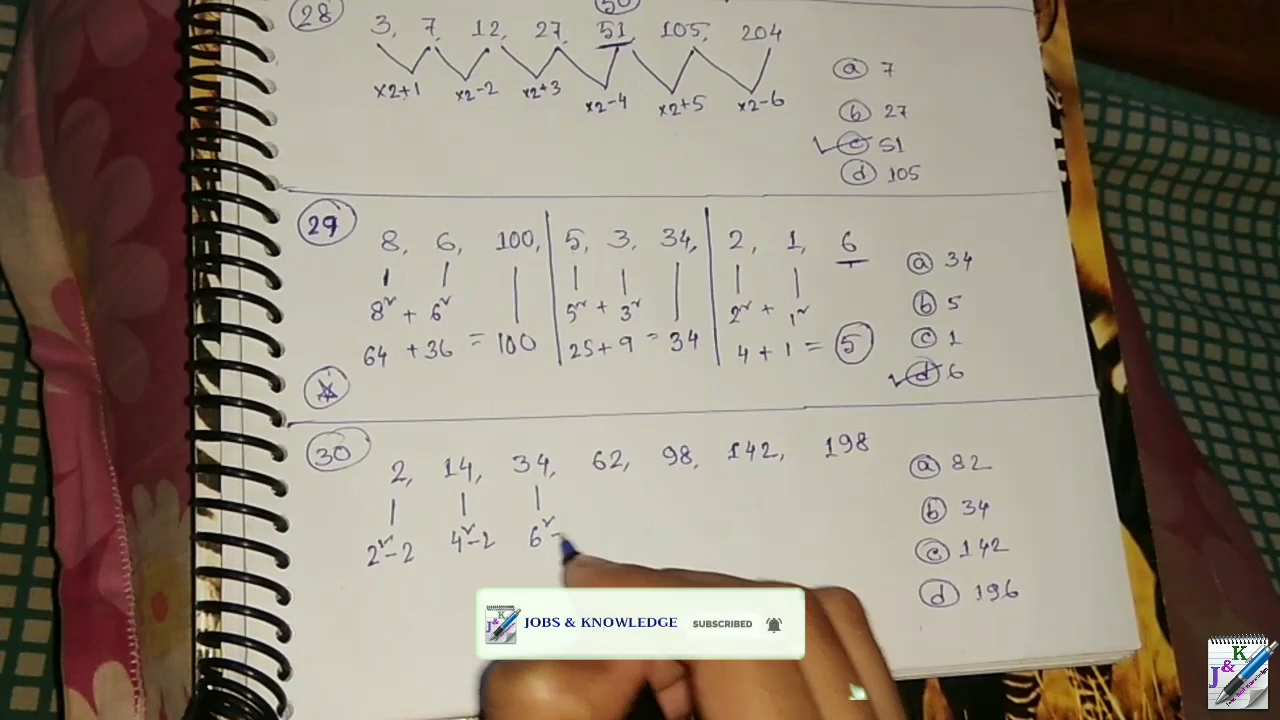 50
28 3, 7, 12, 27, 51, 105, 204
×2+1 ×2-2 ×2+3 ×2-4 ×2+5 ×2-6
a 7
b 27
c 51
d 105
29 8, 6, 100, 5, 3, 34, 2, 1, 6
8² + 6² 5² + 3² 2² + 1²
64 + 36 = 100 25 + 9 = 34 4 + 1 = 5
a 34
b 5
c 1
d 6
30 2, 14, 34, 62, 98, 142, 198
2²-2 4²-2 6²-
a 82
b 34
c 142
d 196
J&K JOBS & KNOWLEDGE SUBSCRIBED
J&K